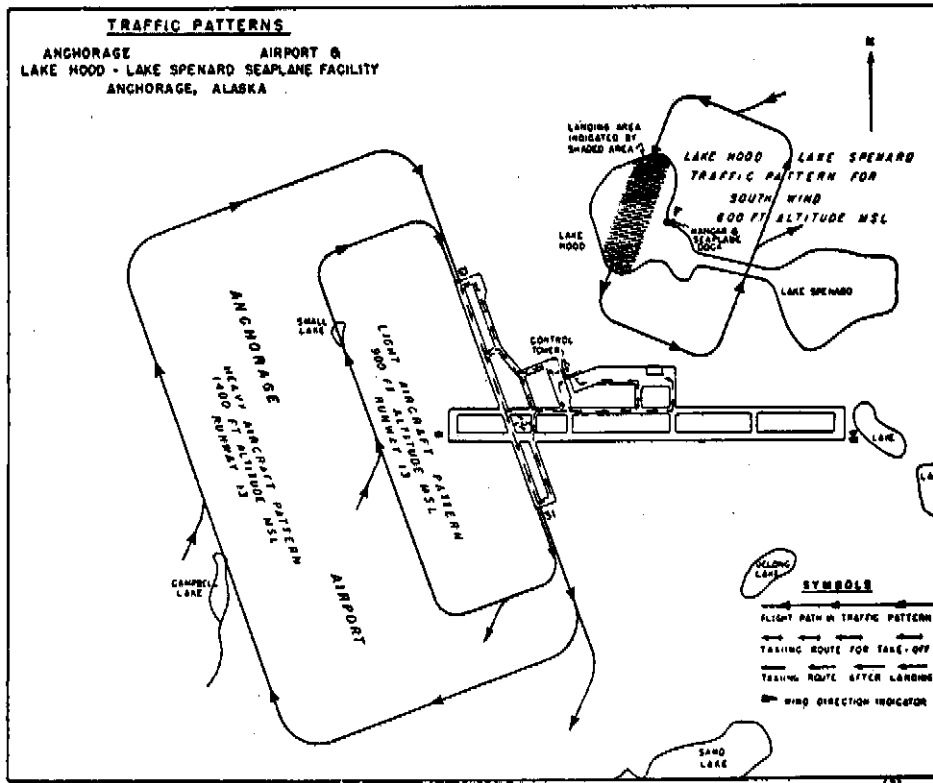 TRAFFIC PATTERNS
ANCHORAGE AIRPORT &
LAKE HOOD - LAKE SPENARD SEAPLANE FACILITY
ANCHORAGE, ALASKA
N
LANDING AREA
INDICATED BY
SHADED AREA
LAKE HOOD LAKE SPENARD
TRAFFIC PATTERN FOR
SOUTH WIND
600 FT ALTITUDE MSL
HANGAR &
SEAPLANE
DOCK
LAKE
HOOD
LAKE SPENARD
SMALL
LAKE
CONTROL
TOWER
ANCHORAGE
HEAVY AIRCRAFT PATTERN
1400 FT ALTITUDE MSL
RUNWAY 13
AIRPORT
LIGHT AIRCRAFT PATTERN
900 FT ALTITUDE MSL
RUNWAY 13
31
LAKE
LA
CAMPBELL
LAKE
LAKE
SAND
LAKE
SYMBOLS
FLIGHT PATH IN TRAFFIC PATTERN
TAXIING ROUTE FOR TAKE-OFF
TAXIING ROUTE AFTER LANDING
WIND DIRECTION INDICATOR